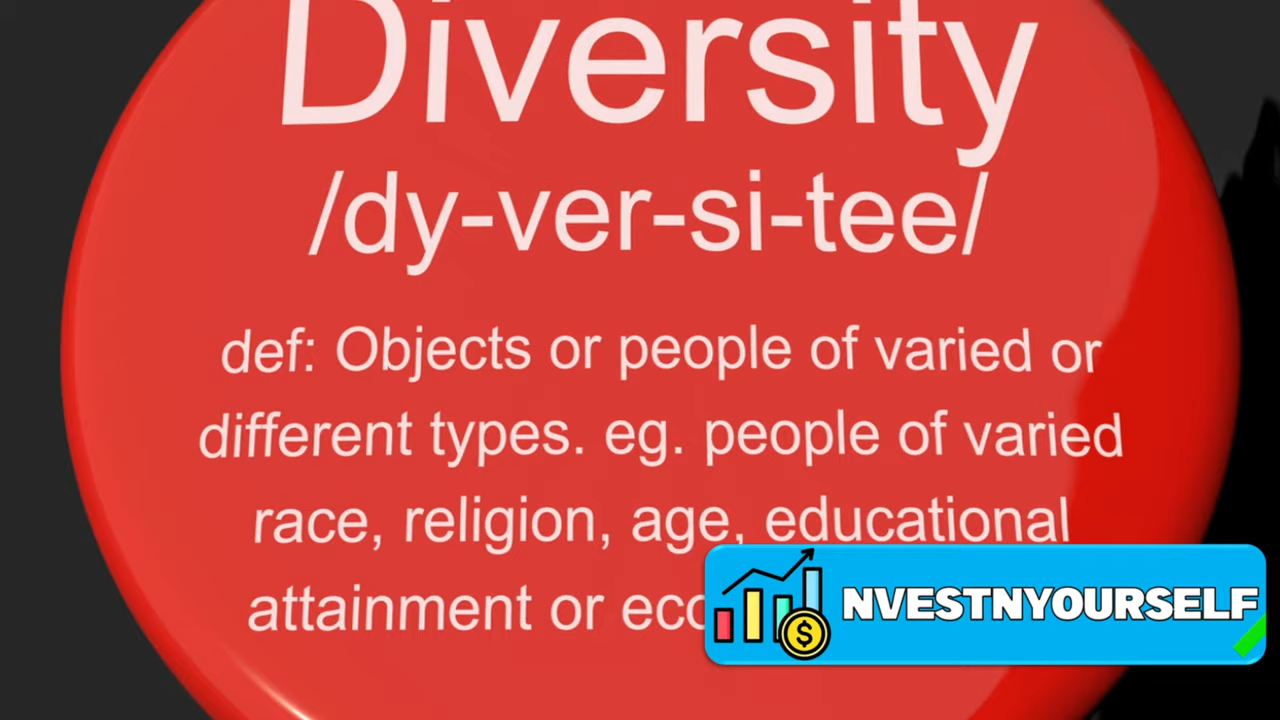 Diversity
/dy-ver-si-tee/
def: Objects or people of varied or
different types. eg. people of varied
race, religion, age, educational
attainment or
NVESTNYOURSELF
$